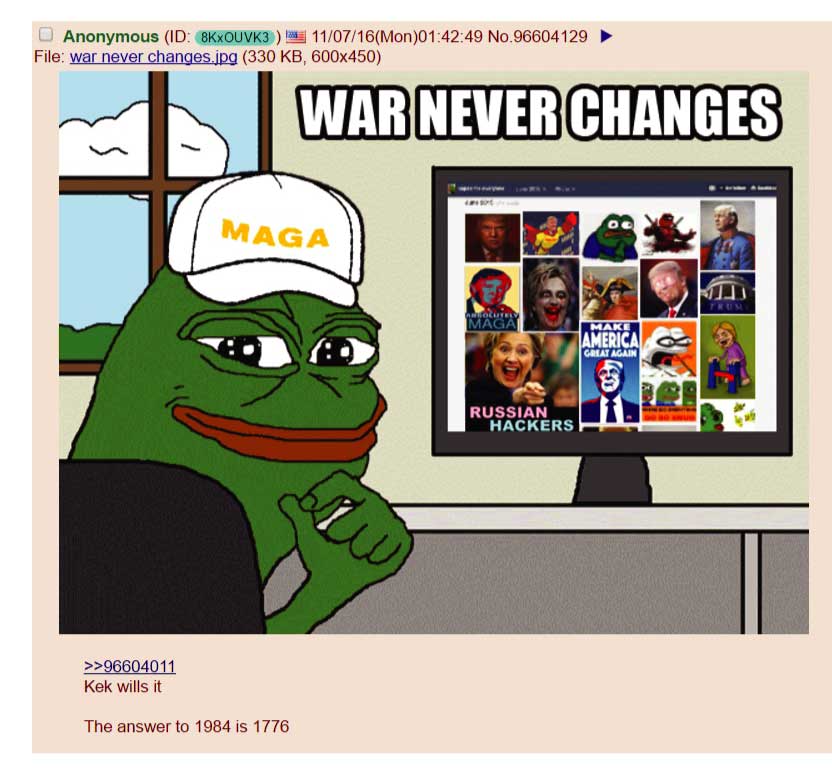 Anonymous (ID: 8KxOUVK3) 11/07/16(Mon)01:42:49 No.96604129
File: war never changes.jpg (330 KB, 600x450)
WAR NEVER CHANGES
MAGA
ABSOLUTELY
MAGA
TRUMP
MAKE
AMERICA
GREAT AGAIN
RUSSIAN
HACKERS
>>96604011
Kek wills it
The answer to 1984 is 1776